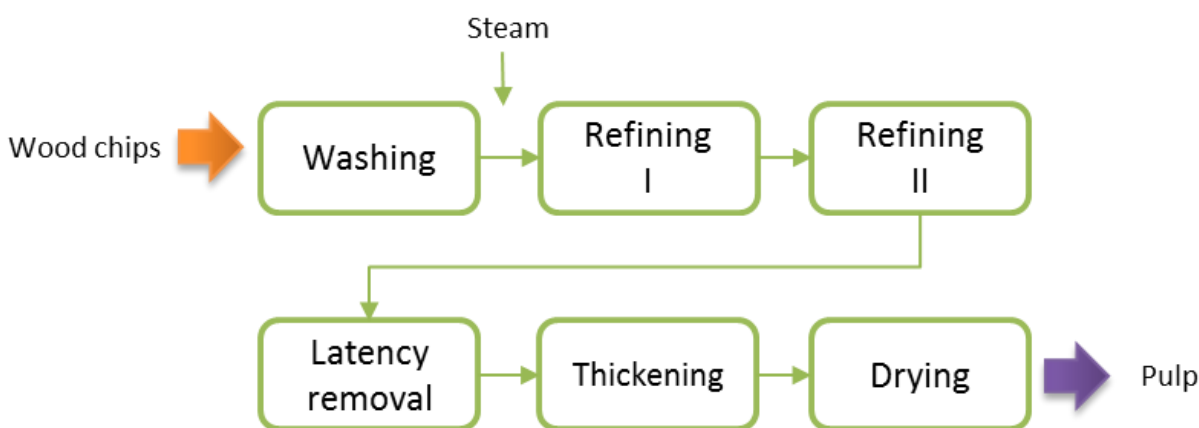 Steam
Wood chips
Washing
Refining
I
Refining
II
Latency
removal
Thickening
Drying
Pulp